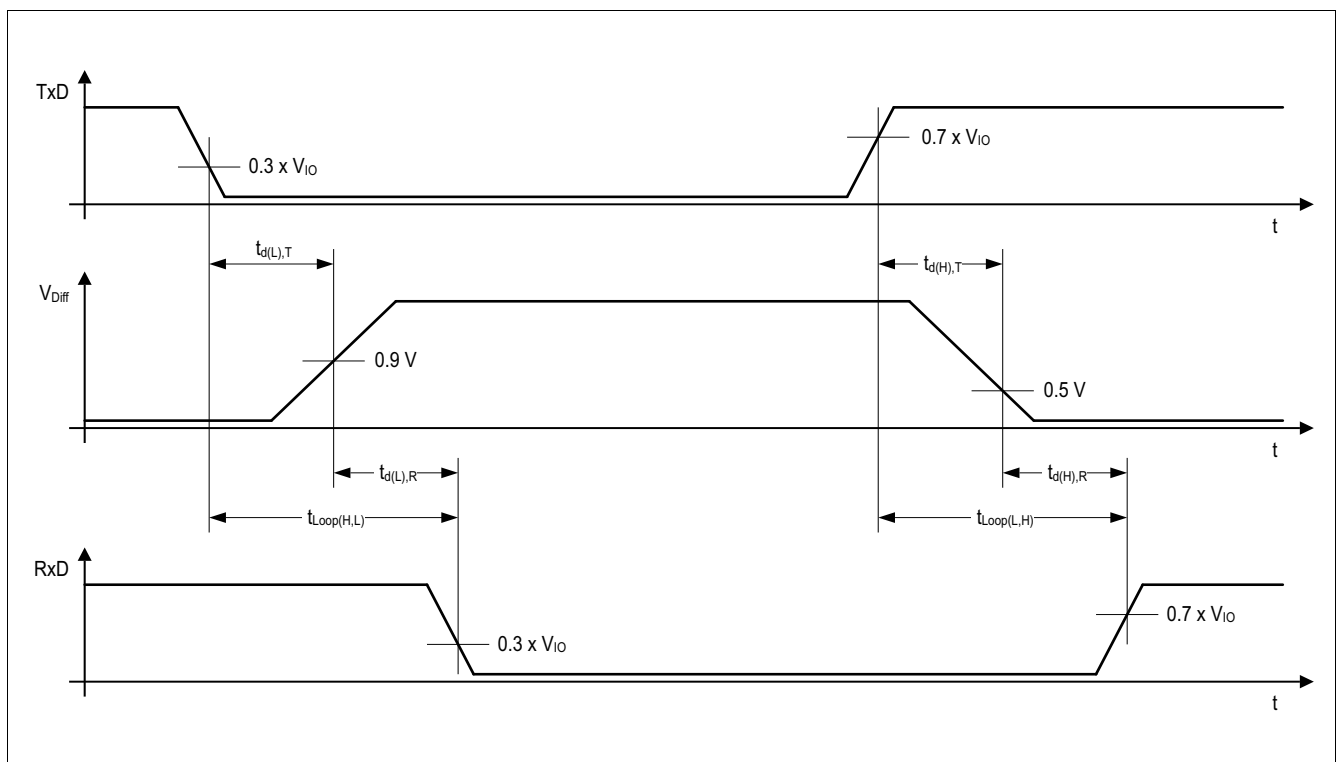 TxD
0.3 x VIO
0.7 x VIO
t
td(L),T
td(H),T
VDiff
0.9 V
0.5 V
t
td(L),R
td(H),R
tLoop(H,L)
tLoop(L,H)
RxD
0.3 x VIO
0.7 x VIO
t